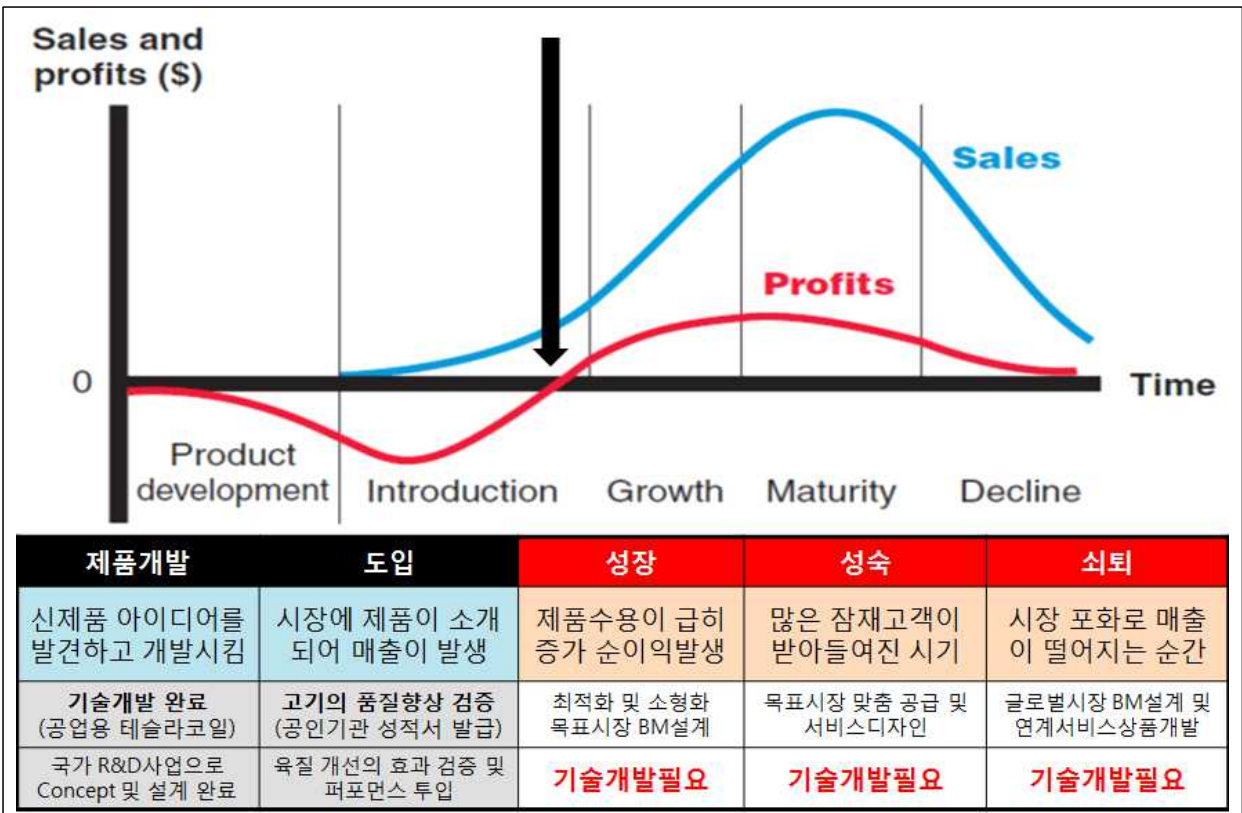 Sales and
profits ($)
Sales
Profits
0
Time
Product
development
Introduction
Growth
Maturity
Decline
제품개발
도입
성장
성숙
쇠퇴
신제품 아이디어를
발견하고 개발시킴
시장에 제품이 소개
되어 매출이 발생
제품수용이 급히
증가 순이익발생
많은 잠재고객이
받아들여진 시기
시장 포화로 매출
이 떨어지는 순간
기술개발 완료
(공업용 테슬라코일)
고기의 품질향상 검증
(공인기관 성적서 발급)
최적화 및 소형화
목표시장 BM설계
목표시장 맞춤 공급 및
서비스디자인
글로벌시장 BM설계 및
연계서비스상품개발
국가 R&D사업으로
Concept 및 설계 완료
육질 개선의 효과 검증 및
퍼포먼스 투입
기술개발필요
기술개발필요
기술개발필요